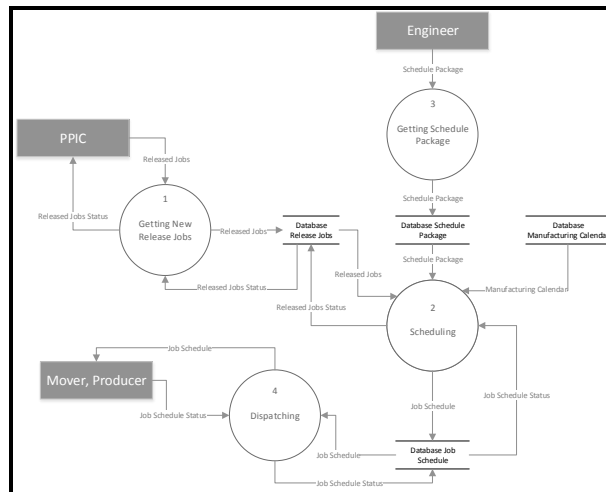 Engineer
Schedule Package
3
Getting Schedule
Package
PPIC
Released Jobs
1
Getting New
Release Jobs
Released Jobs Status
Released Jobs
Database
Release Jobs
Schedule Package
Database Schedule
Package
Database
Manufacturing Calendar
Schedule Package
Released Jobs
Released Jobs Status
Released Jobs Status
Manufacturing Calendar
2
Scheduling
Job Schedule
Mover, Producer
Job Schedule Status
4
Dispatching
Job Schedule
Job Schedule Status
Job Schedule
Database Job
Schedule
Job Schedule Status